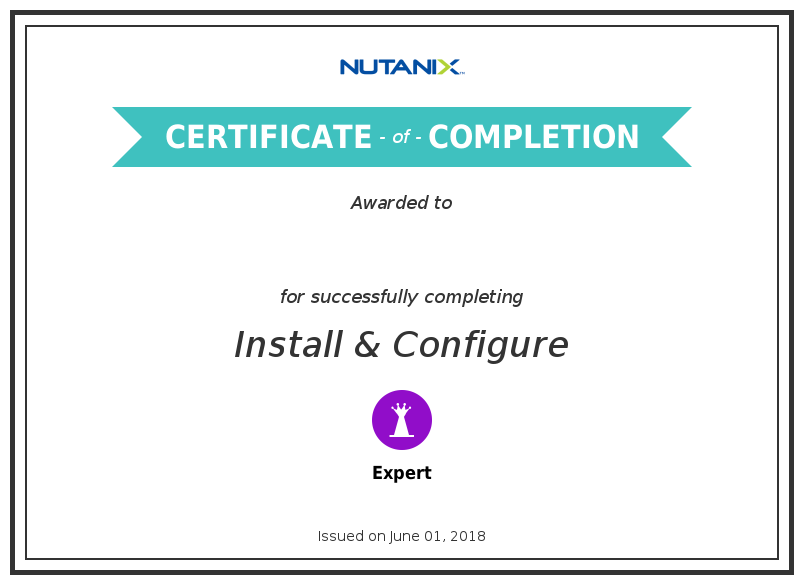 NUTANIX
CERTIFICATE - of - COMPLETION
Awarded to
for successfully completing
Install & Configure
Expert
Issued on June 01, 2018